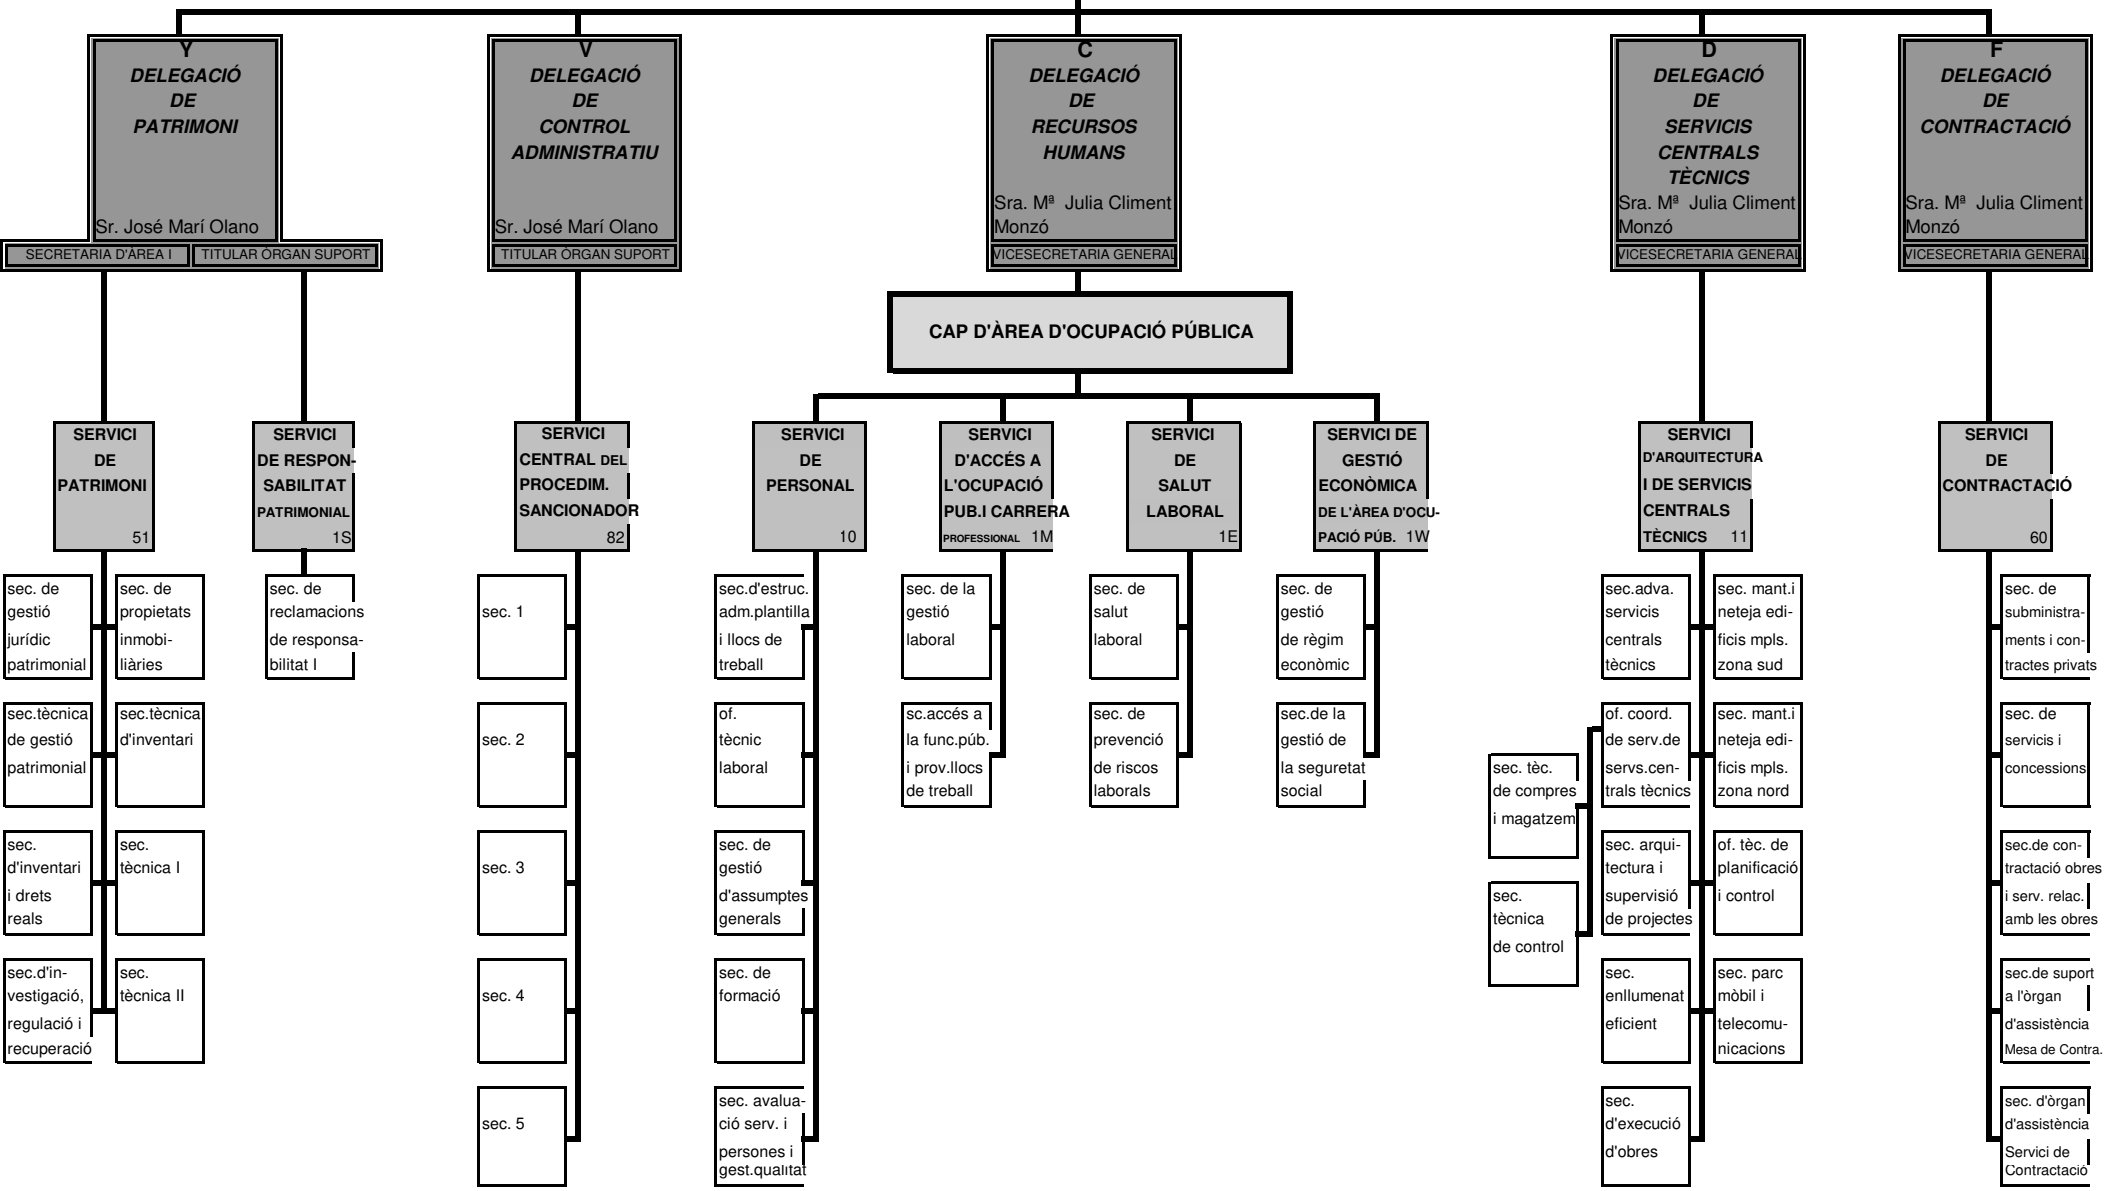 Y
DELEGACIÓ
DE
PATRIMONI
Sr. José Marí Olano
SECRETARIA D'ÀREA I
TITULAR ÒRGAN SUPORT
V
DELEGACIÓ
DE
CONTROL
ADMINISTRATIU
Sr. José Marí Olano
TITULAR ÒRGAN SUPORT
C
DELEGACIÓ
DE
RECURSOS
HUMANS
Sra. Mª Julia Climent
Monzó
VICESECRETARIA GENERAL
D
DELEGACIÓ
DE
SERVICIS
CENTRALS
TÈCNICS
Sra. Mª Julia Climent
Monzó
VICESECRETARIA GENERAL
F
DELEGACIÓ
DE
CONTRACTACIÓ
Sra. Mª Julia Climent
Monzó
VICESECRETARIA GENERAL
CAP D'ÀREA D'OCUPACIÓ PÚBLICA
SERVICI
DE
PATRIMONI
51
SERVICI
DE RESPON-
SABILITAT
PATRIMONIAL
1S
SERVICI
CENTRAL DEL
PROCEDIM.
SANCIONADOR
82
SERVICI
DE
PERSONAL
10
SERVICI
D'ACCÉS A
L'OCUPACIÓ
PUB.I CARRERA
PROFESSIONAL 1M
SERVICI
DE
SALUT
LABORAL
1E
SERVICI DE
GESTIÓ
ECONÒMICA
DE L'ÀREA D'OCU-
PACIÓ PÚB. 1W
SERVICI
D'ARQUITECTURA
I DE SERVICIS
CENTRALS
TÈCNICS 11
SERVICI
DE
CONTRACTACIÓ
60
sec. de
gestió
jurídic
patrimonial
sec. de
propietats
inmobi-
liàries
sec.tècnica
de gestió
patrimonial
sec.tècnica
d'inventari
sec.
d'inventari
i drets
reals
sec.
tècnica I
sec.d'in-
vestigació,
regulació i
recuperació
sec.
tècnica II
sec. de
reclamacions
de responsa-
bilitat I
sec. 1
sec. 2
sec. 3
sec. 4
sec. 5
sec.d'estruc.
adm.plantilla
i llocs de
treball
of.
tècnic
laboral
sec. de
gestió
d'assumptes
generals
sec. de
formació
sec. avalua-
ció serv. i
persones i
gest.qualitat
sec. de la
gestió
laboral
sc.accés a
la func.púb.
i prov.llocs
de treball
sec. de
salut
laboral
sec. de
prevenció
de riscos
laborals
sec. de
gestió
de règim
econòmic
sec.de la
gestió de
la seguretat
social
sec. tèc.
de compres
i magatzem
sec.
tècnica
de control
sec.adva.
servicis
centrals
tècnics
sec. mant.i
neteja edi-
ficis mpls.
zona sud
of. coord.
de serv.de
servs.cen-
trals tècnics
sec. mant.i
neteja edi-
ficis mpls.
zona nord
sec. arqui-
tectura i
supervisió
de projectes
of. tèc. de
planificació
i control
sec.
enllumenat
eficient
sec. parc
mòbil i
telecomu-
nicacions
sec.
d'execució
d'obres
sec. de
subministra-
ments i con-
tractes privats
sec. de
servicis i
concessions
sec.de con-
tractació obres
i serv. relac.
amb les obres
sec.de suport
a l'òrgan
d'assistència
Mesa de Contra.
sec. d'òrgan
d'assistència
Servici de
Contractació